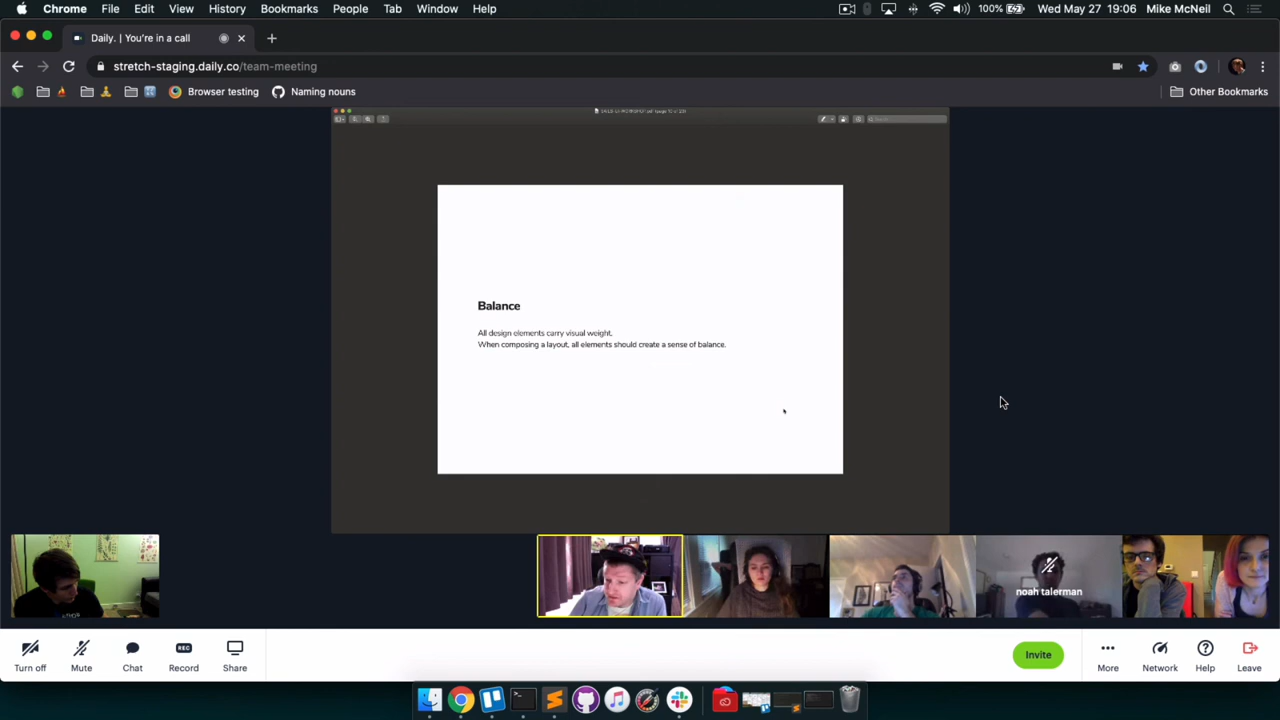 Chrome File Edit View History Bookmarks People Tab Window Help 100% Wed May 27 19:06 Mike McNeil
Daily. | You're in a call
stretch-staging.daily.co/team-meeting
Browser testing Naming nouns Other Bookmarks
Balance
All design elements carry visual weight.
When composing a layout, all elements should create a sense of balance.
noah talerman
REC
Turn off Mute Chat Record Share Invite More Network Help Leave